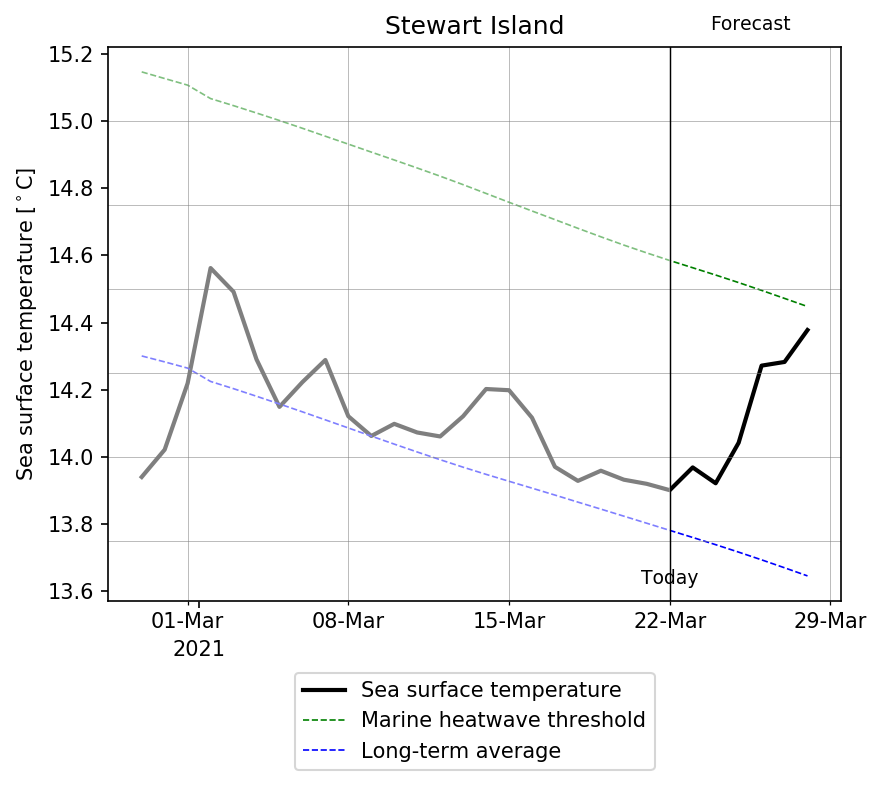 Stewart Island
Forecast
Sea surface temperature [°C]
15.2
15.0
14.8
14.6
14.4
14.2
14.0
13.8
13.6
Today
01-Mar
08-Mar
15-Mar
22-Mar
29-Mar
2021
Sea surface temperature
Marine heatwave threshold
Long-term average